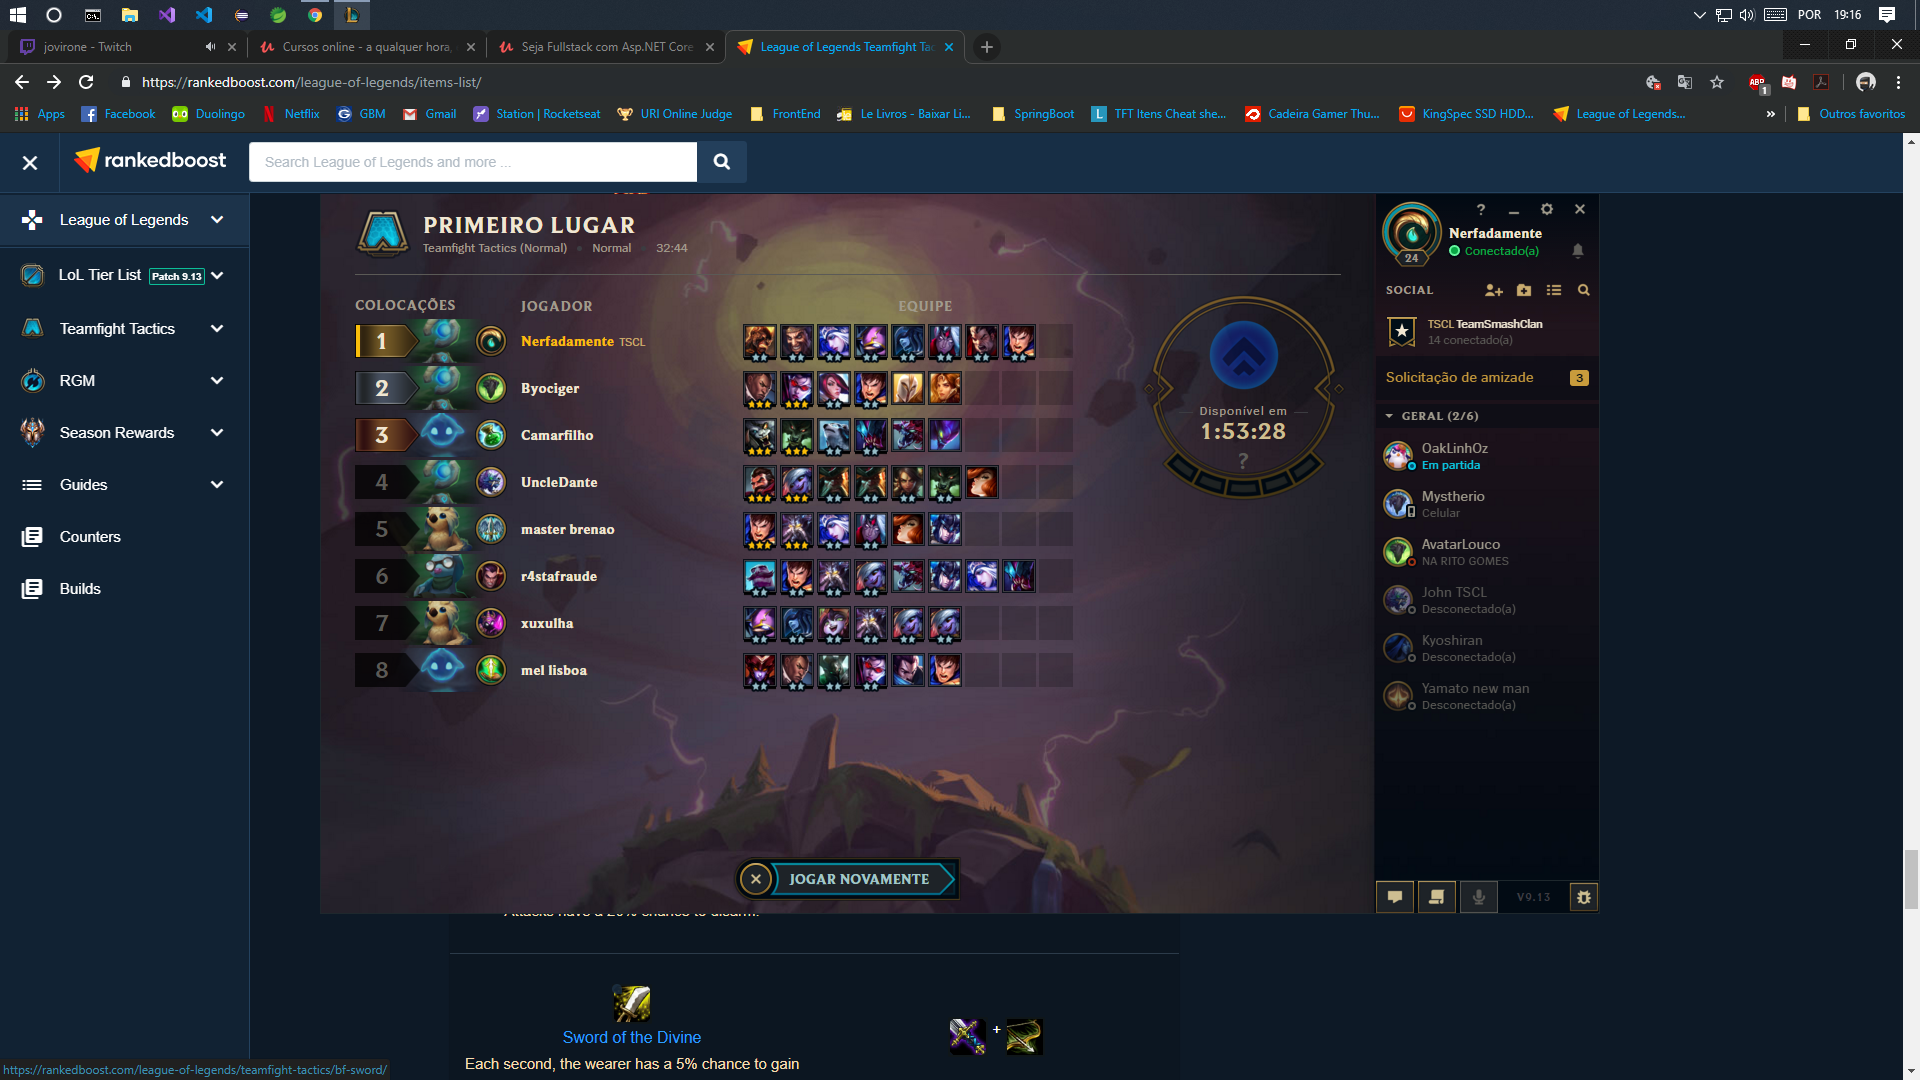 POR 19:16
jovirone - Twitch
Cursos online - a qualquer hora,
Seja Fullstack com Asp.NET Core
League of Legends Teamfight Tac
https://rankedboost.com/league-of-legends/items-list/
ABP 1
Apps
Facebook
Duolingo
Netflix
GBM
Gmail
Station | Rocketseat
URI Online Judge
FrontEnd
Le Livros - Baixar Li...
SpringBoot
TFT Itens Cheat she...
Cadeira Gamer Thu...
KingSpec SSD HDD...
League of Legends...
»
Outros favoritos
rankedboost
Search League of Legends and more ...
League of Legends
LoL Tier List Patch 9.13
Teamfight Tactics
RGM
Season Rewards
Guides
Counters
Builds
PRIMEIRO LUGAR
Teamfight Tactics (Normal) • Normal 32:44
COLOCAÇÕES JOGADOR EQUIPE
1 Nerfadamente TSCL
2 Byociger
3 Camarfilho
4 UncleDante
5 master brenao
6 r4stafraude
7 xuxulha
8 mel lisboa
Disponível em
1:53:28
?
JOGAR NOVAMENTE
?
Nerfadamente
Conectado(a)
24
SOCIAL
TSCL TeamSmashClan
14 conectado(a)
Solicitação de amizade 3
GERAL (2/6)
OakLinhOz
Em partida
Mystherio
Celular
AvatarLouco
NA RITO GOMES
John TSCL
Desconectado(a)
Kyoshiran
Desconectado(a)
Yamato new man
Desconectado(a)
V9.13
Sword of the Divine
+
Each second, the wearer has a 5% chance to gain
https://rankedboost.com/league-of-legends/teamfight-tactics/bf-sword/